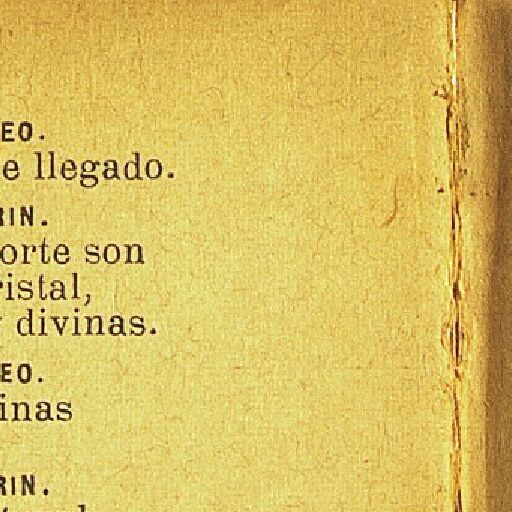 EO.
e llegado.
RIN.
orte son
ristal,
divinas.
EO.
inas
RIN.